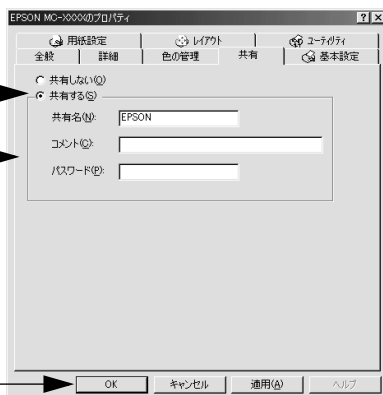 EPSON MC-XXXXのプロパティ
用紙設定 レイアウト ユーティリティ
全般 詳細 色の管理 共有 基本設定
共有しない(O)
共有する(S)
共有名(N): EPSON
コメント(C):
パスワード(P):
OK キャンセル 適用(A) ヘルプ